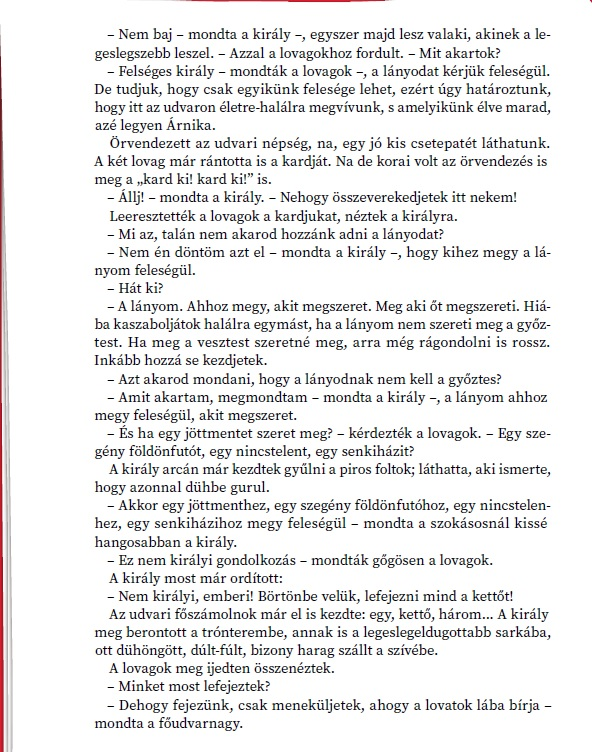 – Nem baj – mondta a király –, egyszer majd lesz valaki, akinek a le-
geslegszebb leszel. – Azzal a lovagokhoz fordult. – Mit akartok?
– Felséges király – mondták a lovagok –, a lányodat kérjük feleségül.
De tudjuk, hogy csak egyikünk felesége lehet, ezért úgy határoztunk,
hogy itt az udvaron életre-halálra megvívunk, s amelyikünk élve marad,
azé legyen Árnika.
Örvendezett az udvari népség, na, egy jó kis csetepatét láthatunk.
A két lovag már rántotta is a kardját. Na de korai volt az örvendezés is
meg a „kard ki! kard ki!” is.
– Állj! – mondta a király. – Nehogy összeverekedjetek itt nekem!
Leeresztették a lovagok a kardjukat, néztek a királyra.
– Mi az, talán nem akarod hozzánk adni a lányodat?
– Nem én döntöm azt el – mondta a király –, hogy kihez megy a lá-
nyom feleségül.
– Hát ki?
– A lányom. Ahhoz megy, akit megszeret. Meg aki őt megszereti. Hiá-
ba kaszaboljátok halálra egymást, ha a lányom nem szereti meg a győz-
test. Ha meg a vesztest szeretné meg, arra még rágondolni is rossz.
Inkább hozzá se kezdjetek.
– Azt akarod mondani, hogy a lányodnak nem kell a győztes?
– Amit akartam, megmondtam – mondta a király –, a lányom ahhoz
megy feleségül, akit megszeret.
– És ha egy jöttmentet szeret meg? – kérdezték a lovagok. – Egy sze-
gény földönfutót, egy nincstelent, egy senkiházit?
A király arcán már kezdtek gyűlni a piros foltok; láthatta, aki ismerte,
hogy azonnal dühbe gurul.
– Akkor egy jöttmenthez, egy szegény földönfutóhoz, egy nincstelen-
hez, egy senkiházihoz megy feleségül – mondta a szokásosnál kissé
hangosabban a király.
– Ez nem királyi gondolkozás – mondták gőgösen a lovagok.
A király most már ordított:
– Nem királyi, emberi! Börtönbe velük, lefejezni mind a kettőt!
Az udvari főszámolnok már el is kezdte: egy, kettő, három... A király
meg berontott a trónterembe, annak is a legeslegeldugottabb sarkába,
ott dühöngött, dúlt-fúlt, bizony harag szállt a szívébe.
A lovagok meg ijedten összenéztek.
– Minket most lefejeztek?
– Dehogy fejezünk, csak meneküljetek, ahogy a lovatok lába bírja –
mondta a főudvarnagy.